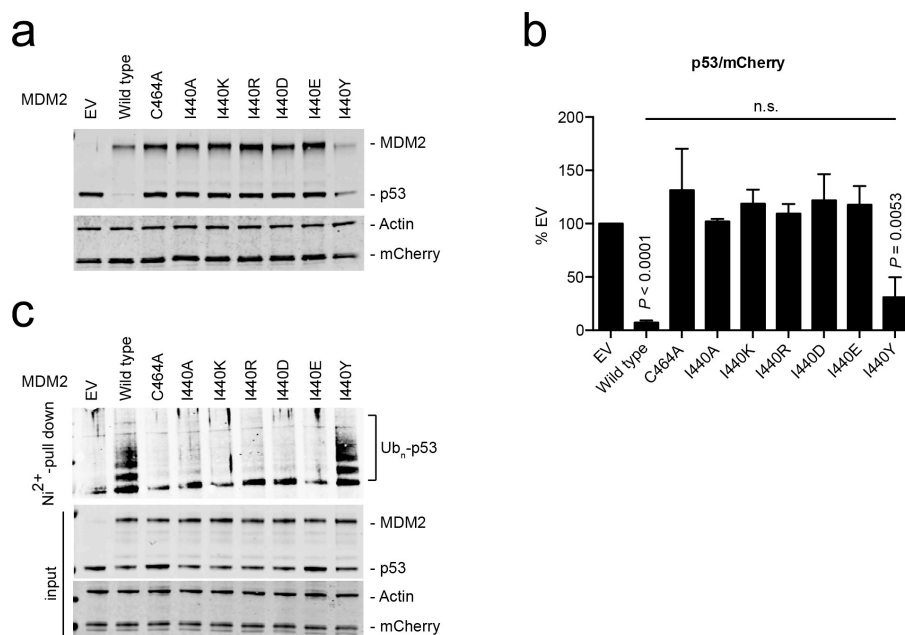 a
MDM2
EV
Wild type
C464A
I440A
I440K
I440R
I440D
I440E
I440Y
- MDM2
- p53
- Actin
- mCherry
b
p53/mCherry
n.s.
% EV
200
150
100
50
0
P < 0.0001
P = 0.0053
EV
Wild type
C464A
I440A
I440K
I440R
I440D
I440E
I440Y
c
MDM2
EV
Wild type
C464A
I440A
I440K
I440R
I440D
I440E
I440Y
Ni2+-pull down
Ubn-p53
input
- MDM2
- p53
- Actin
- mCherry